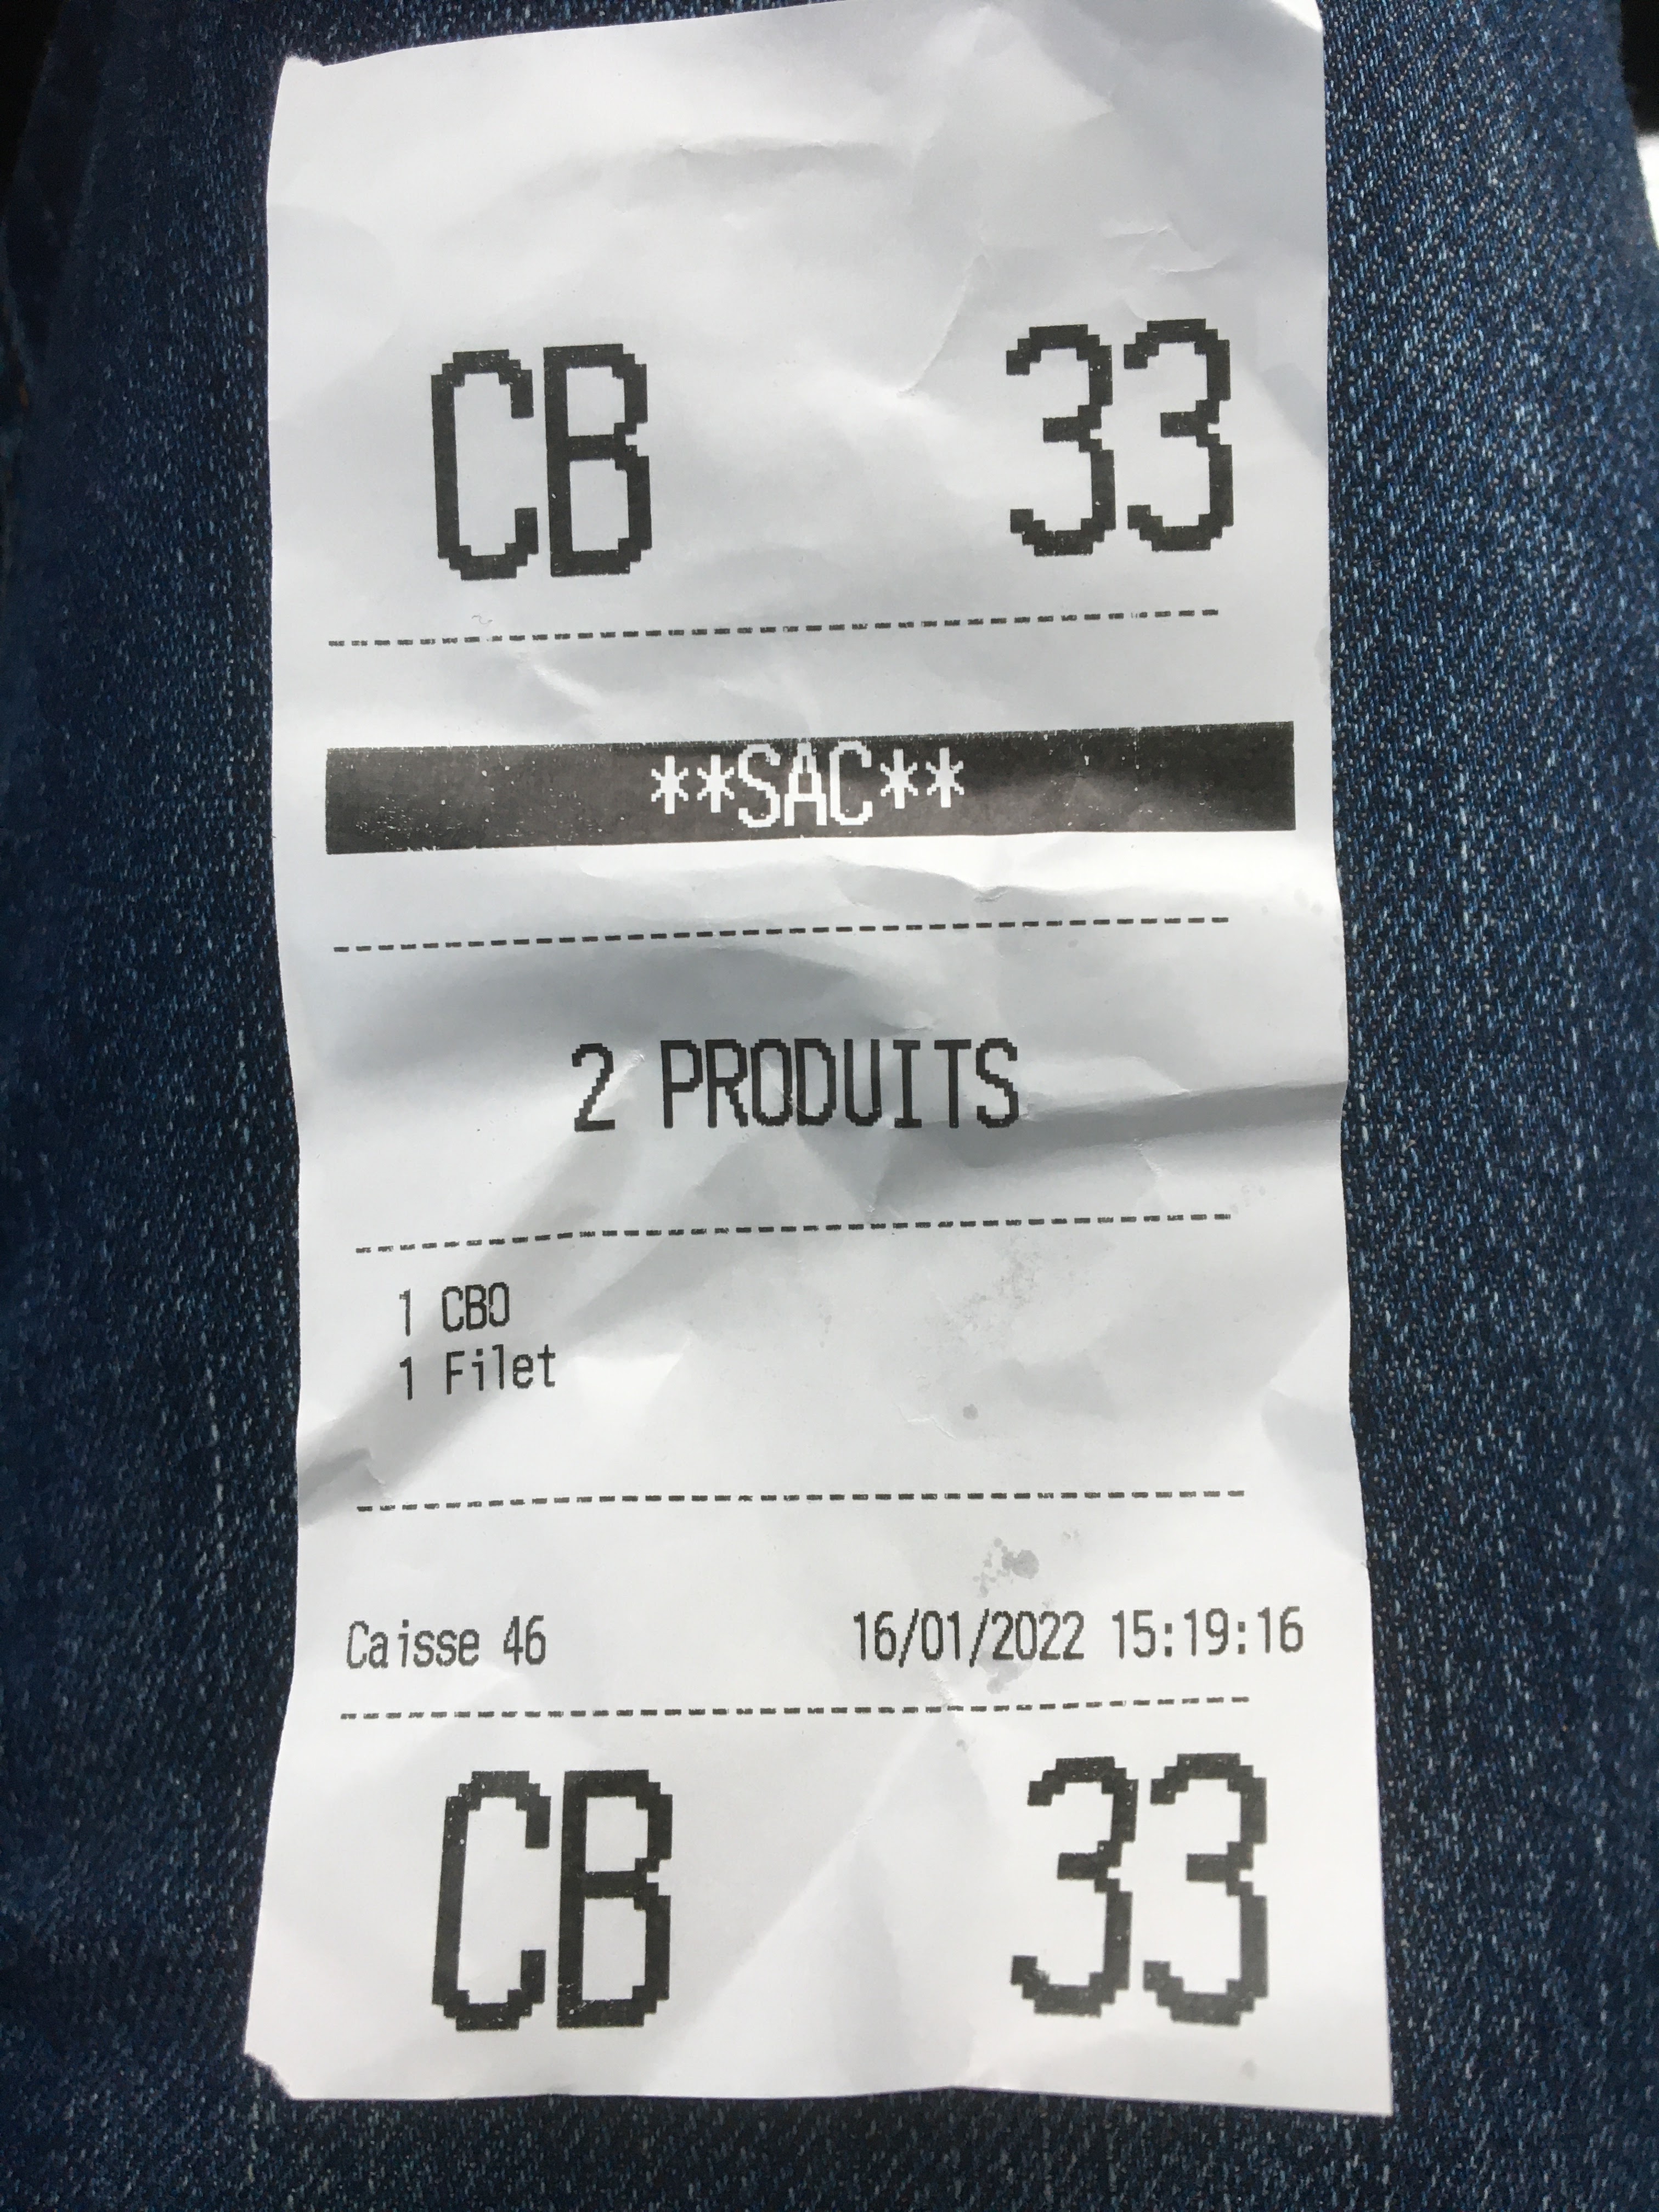 CB 33
**SAC**
2 PRODUITS
1 CBO
1 Filet
Caisse 46 16/01/2022 15:19:16
CB 33